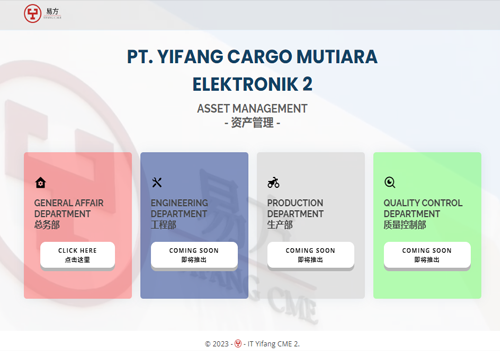 易方
PT. YIFANG CARGO MUTIARA
ELEKTRONIK 2
ASSET MANAGEMENT
- 资产管理 -
GENERAL AFFAIR
DEPARTMENT
总务部
CLICK HERE
点击这里
ENGINEERING
DEPARTMENT
工程部
COMING SOON
即将推出
PRODUCTION
DEPARTMENT
生产部
COMING SOON
即将推出
QUALITY CONTROL
DEPARTMENT
质量控制部
COMING SOON
即将推出
易方
YIFANG CME
© 2023 - - IT Yifang CME 2.